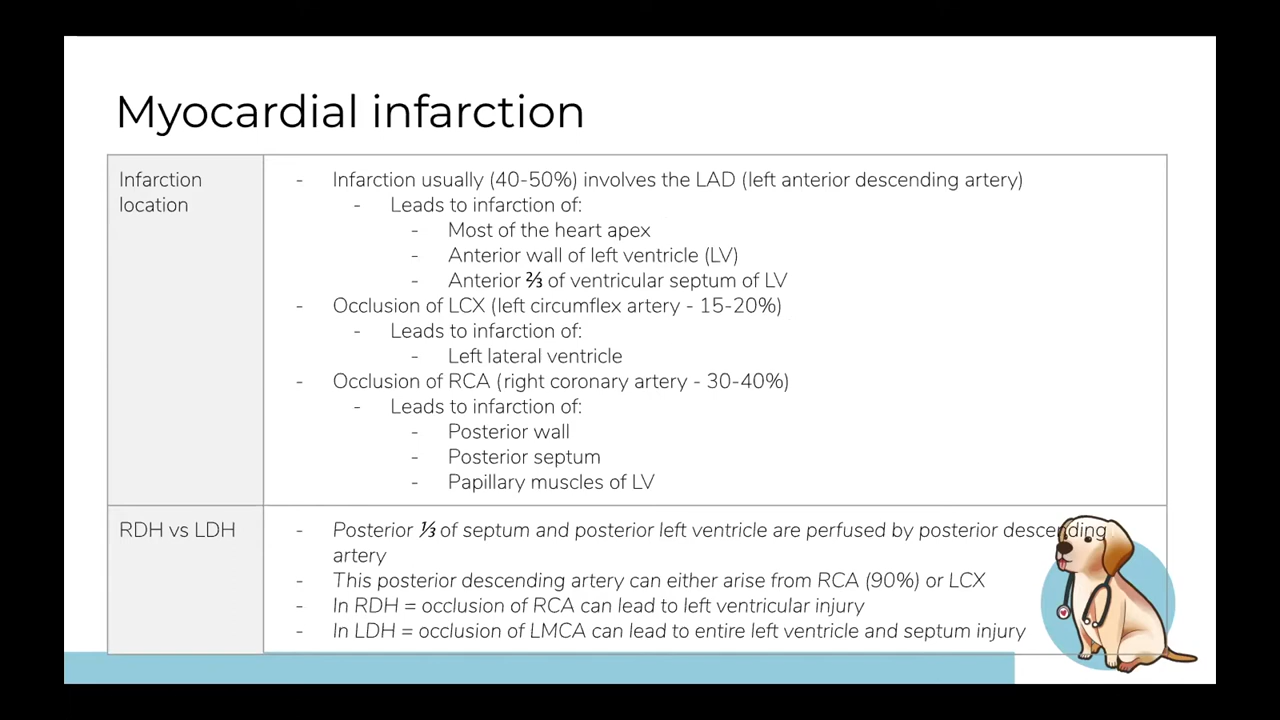 Myocardial infarction
Infarction
location
- Infarction usually (40-50%) involves the LAD (left anterior descending artery)
- Leads to infarction of:
- Most of the heart apex
- Anterior wall of left ventricle (LV)
- Anterior ⅔ of ventricular septum of LV
- Occlusion of LCX (left circumflex artery - 15-20%)
- Leads to infarction of:
- Left lateral ventricle
- Occlusion of RCA (right coronary artery - 30-40%)
- Leads to infarction of:
- Posterior wall
- Posterior septum
- Papillary muscles of LV
RDH vs LDH
- Posterior ⅓ of septum and posterior left ventricle are perfused by posterior descending
artery
- This posterior descending artery can either arise from RCA (90%) or LCX
- In RDH = occlusion of RCA can lead to left ventricular injury
- In LDH = occlusion of LMCA can lead to entire left ventricle and septum injury